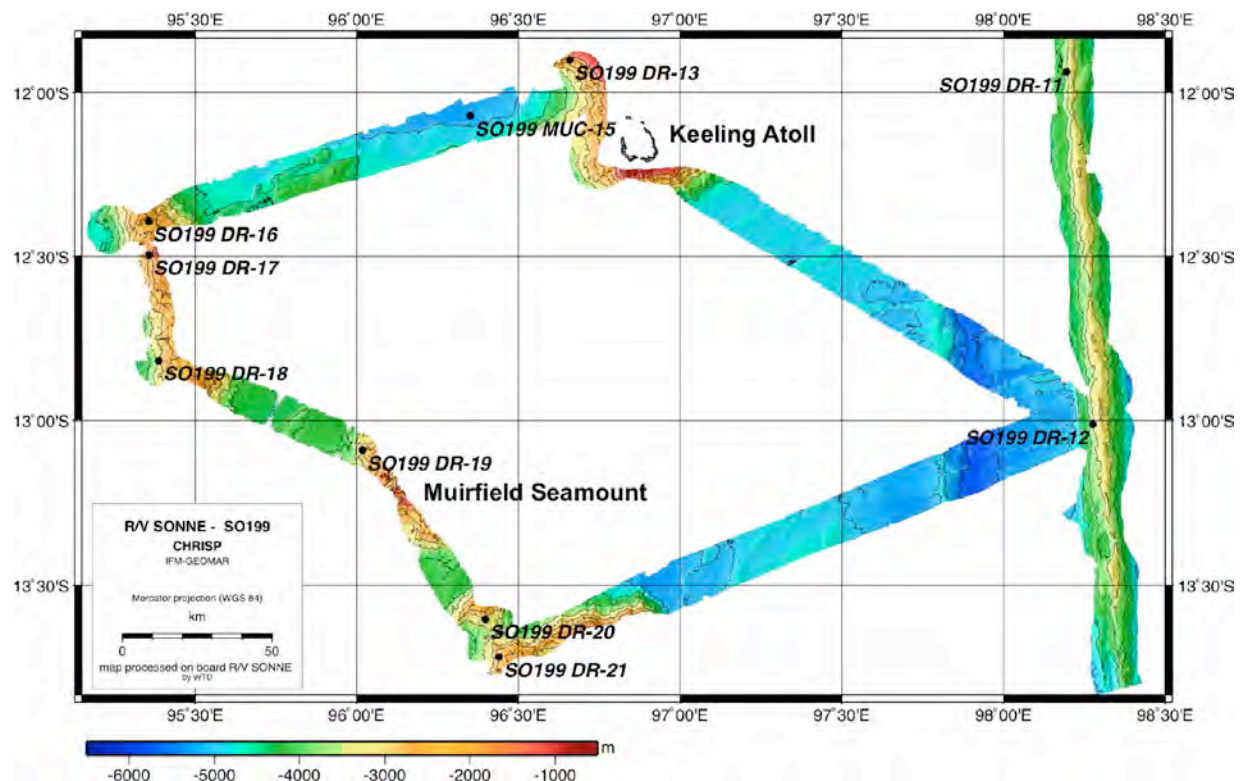 95˚30'E 96˚00'E 96˚30'E 97˚00'E 97˚30'E 98˚00'E 98˚30'E
SO199 DR-13
SO199 DR-11
12˚00'S 12˚00'S
SO199 MUC-15
Keeling Atoll
SO199 DR-16
12˚30'S 12˚30'S
SO199 DR-17
SO199 DR-18
13˚00'S 13˚00'S
SO199 DR-12
SO199 DR-19
Muirfield Seamount
R/V SONNE - SO199
CHRISP
IFM-GEOMAR
Mercator projection (WGS 84)
km
0 50
map processed on board R/V SONNE
by WTD
13˚30'S 13˚30'S
SO199 DR-20
SO199 DR-21
95˚30'E 96˚00'E 96˚30'E 97˚00'E 97˚30'E 98˚00'E 98˚30'E
m
-6000 -5000 -4000 -3000 -2000 -1000